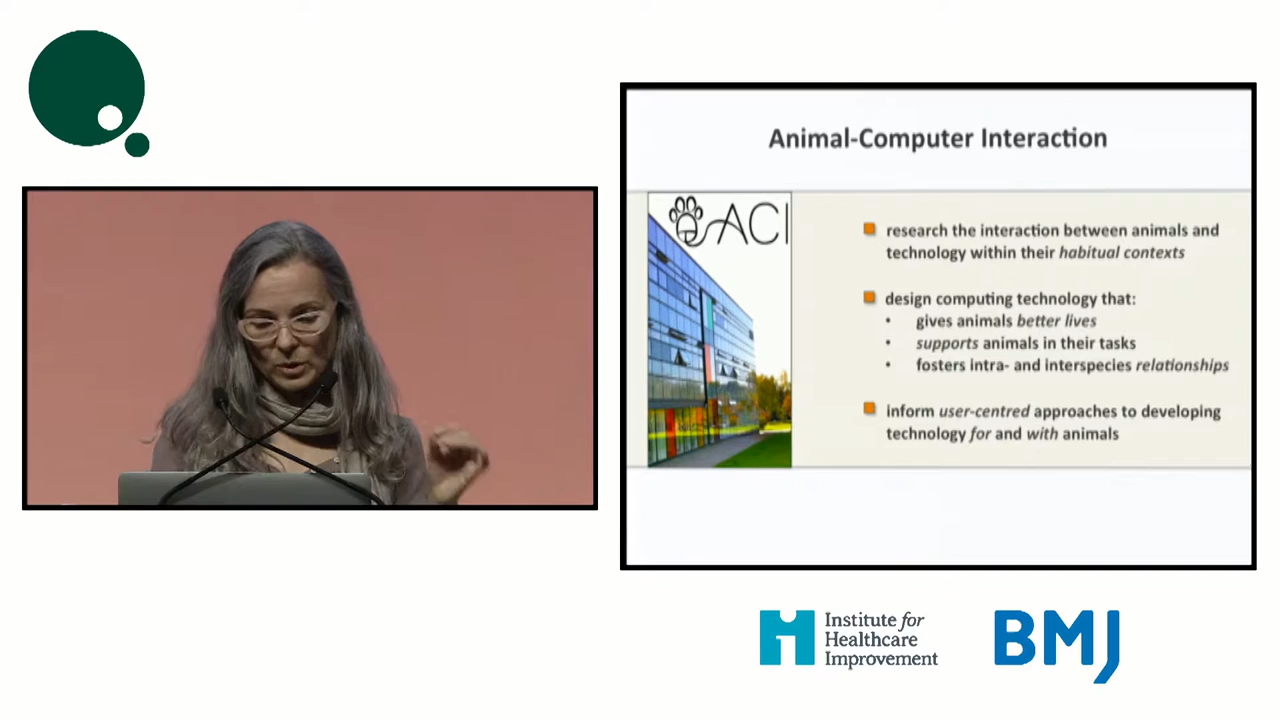 Animal-Computer Interaction
ACI
research the interaction between animals and
technology within their habitual contexts
design computing technology that:
• gives animals better lives
• supports animals in their tasks
• fosters intra- and interspecies relationships
inform user-centred approaches to developing
technology for and with animals
Institute for
Healthcare
Improvement
BMJ